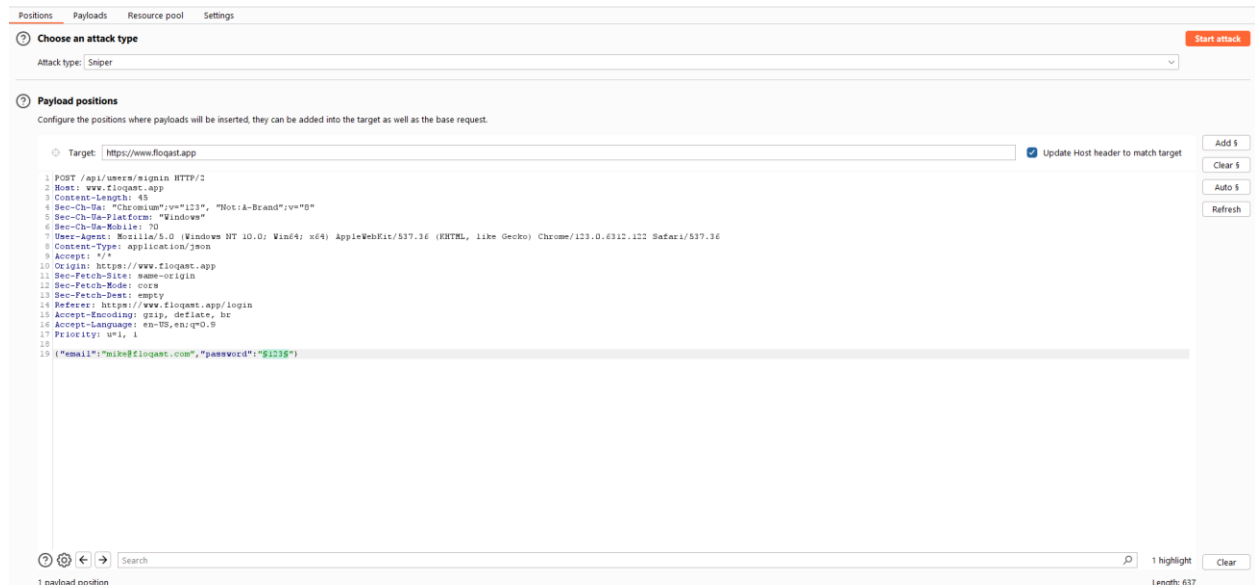 Positions Payloads Resource pool Settings
? Choose an attack type
Start attack
Attack type: Sniper
? Payload positions
Configure the positions where payloads will be inserted, they can be added into the target as well as the base request.
Target: https://www.floqast.app
Update Host header to match target
Add §
Clear §
Auto §
Refresh
1 POST /api/users/signin HTTP/2
2 Host: www.floqast.app
3 Content-Length: 45
4 Sec-Ch-Ua: "Chromium";v="123", "Not:A-Brand";v="8"
5 Sec-Ch-Ua-Platform: "Windows"
6 Sec-Ch-Ua-Mobile: ?0
7 User-Agent: Mozilla/5.0 (Windows NT 10.0; Win64; x64) AppleWebKit/537.36 (KHTML, like Gecko) Chrome/123.0.6312.122 Safari/537.36
8 Content-Type: application/json
9 Accept: */*
10 Origin: https://www.floqast.app
11 Sec-Fetch-Site: same-origin
12 Sec-Fetch-Mode: cors
13 Sec-Fetch-Dest: empty
14 Referer: https://www.floqast.app/login
15 Accept-Encoding: gzip, deflate, br
16 Accept-Language: en-US,en;q=0.9
17 Priority: u=1, i
18
19 {"email":"mike@floqast.com","password":"§123§"}
? Search
1 highlight
Clear
1 payload position
Length: 637